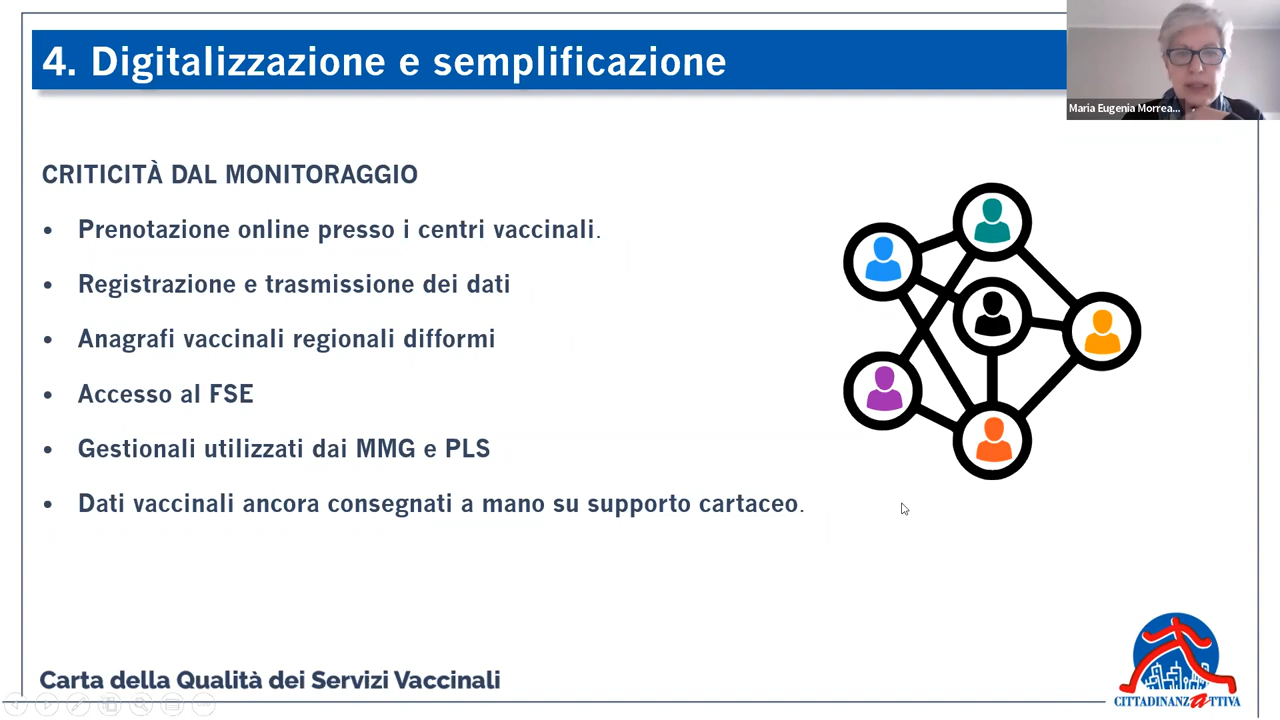 4. Digitalizzazione e semplificazione
Maria Eugenia Morrea...
CRITICITÀ DAL MONITORAGGIO
• Prenotazione online presso i centri vaccinali.
• Registrazione e trasmissione dei dati
• Anagrafi vaccinali regionali difformi
• Accesso al FSE
• Gestionali utilizzati dai MMG e PLS
• Dati vaccinali ancora consegnati a mano su supporto cartaceo.
Carta della Qualità dei Servizi Vaccinali
CITTADINANZATTIVA